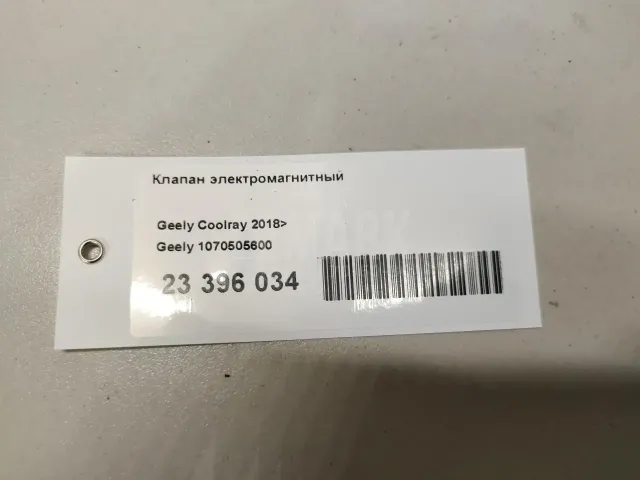 Клапан электромагнитный
Geely Coolray 2018>
Geely 1070505600
23 396 034